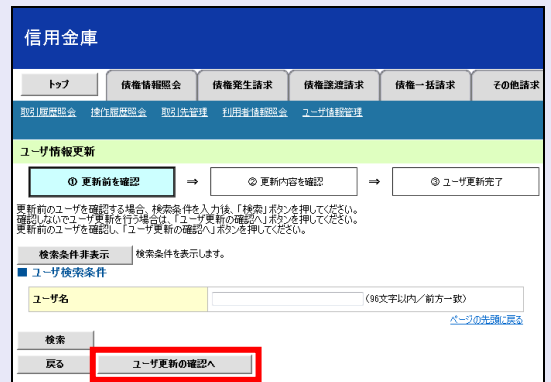 信用金庫
トップ 債権情報照会 債権発生請求 債権譲渡請求 債権一括請求 その他請求
取引履歴照会 操作履歴照会 取引先管理 利用者情報照会 ユーザ情報管理
ユーザ情報更新
① 更新前を確認 ⇒ ② 更新内容を確認 ⇒ ③ ユーザ更新完了
更新前のユーザを確認する場合、検索条件を入力後、「検索」ボタンを押してください。
確認しないでユーザ更新を行う場合は、「ユーザ更新の確認へ」ボタンを押してください。
更新前のユーザを確認し、「ユーザ更新の確認へ」ボタンを押してください。
検索条件非表示 検索条件を表示します。
■ ユーザ検索条件
ユーザ名 (96文字以内/前方一致)
ページの先頭に戻る
検索
戻る ユーザ更新の確認へ